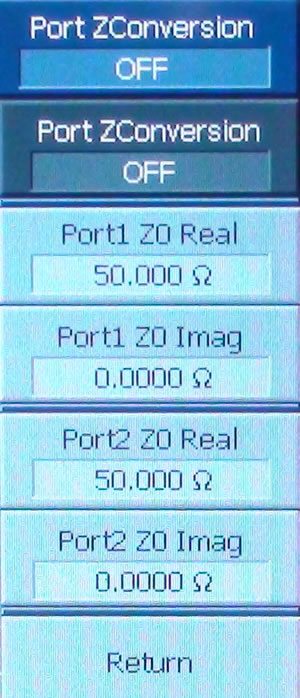 Port ZConversion
OFF
Port ZConversion
OFF
Port1 Z0 Real
50.000 Ω
Port1 Z0 Imag
0.0000 Ω
Port2 Z0 Real
50.000 Ω
Port2 Z0 Imag
0.0000 Ω
Return